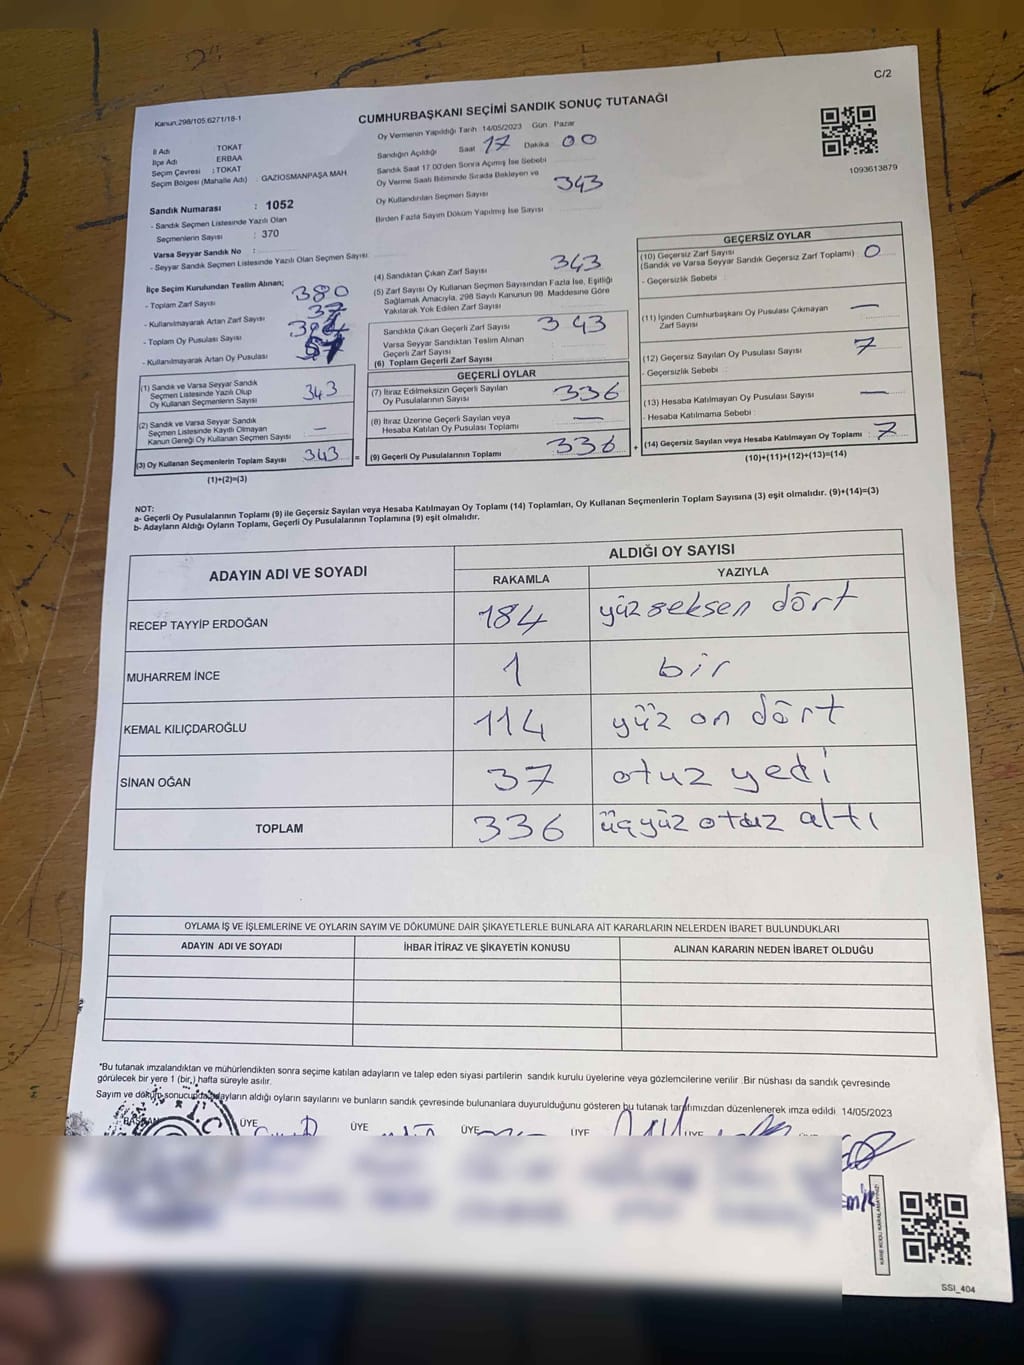 C/2
Kanun:298/105.6271/18-1
CUMHURBAŞKANI SEÇİMİ SANDIK SONUÇ TUTANAĞI
Oy Vermenin Yapıldığı Tarih 14/05/2023 Gün : Pazar
İl Adı : TOKAT
İlçe Adı : ERBAA
Seçim Çevresi : TOKAT
Seçim Bölgesi (Mahalle Adı) : GAZİOSMANPAŞA MAH.
Sandığın Açıldığı Saat 17 Dakika 00
Sandık Saat 17:00'den Sonra Açılmış İse Sebebi
Oy Verme Saati Bitiminde Sırada Bekleyen ve
Oy Kullandırılan Seçmen Sayısı 343
Birden Fazla Sayım Döküm Yapılmış İse Sayısı
1093613879
Sandık Numarası : 1052
- Sandık Seçmen Listesinde Yazılı Olan
Seçmenlerin Sayısı : 370
Varsa Seyyar Sandık No :
- Seyyar Sandık Seçmen Listesinde Yazılı Olan Seçmen Sayısı
İlçe Seçim Kurulundan Teslim Alınan;
- Toplam Zarf Sayısı 380
- Kullanılmayarak Artan Zarf Sayısı 37
- Toplam Oy Pusulası Sayısı
- Kullanılmayarak Artan Oy Pusulası
(1) Sandık ve Varsa Seyyar Sandık
Seçmen Listesinde Yazılı Olup
Oy Kullanan Seçmenlerin Sayısı 343
(2) Sandık ve Varsa Seyyar Sandık
Seçmen Listesinde Kayıtlı Olmayan
Kanun Gereği Oy Kullanan Seçmen Sayısı : —
(3) Oy Kullanan Seçmenlerin Toplam Sayısı 343 =
(1)+(2)=(3)
(4) Sandıktan Çıkan Zarf Sayısı 343
(5) Zarf Sayısı Oy Kullanan Seçmen Sayısından Fazla İse, Eşitliği
Sağlamak Amacıyla, 298 Sayılı Kanunun 98. Maddesine Göre
Yakılarak Yok Edilen Zarf Sayısı
Sandıkta Çıkan Geçerli Zarf Sayısı 343
Varsa Seyyar Sandıktan Teslim Alınan
Geçerli Zarf Sayısı
(6) Toplam Geçerli Zarf Sayısı
GEÇERLİ OYLAR
(7) İtiraz Edilmeksizin Geçerli Sayılan
Oy Pusulasının Sayısı 336
(8) İtiraz Üzerine Geçerli Sayılan veya
Hesaba Katılan Oy Pusulası Toplamı —
(9) Geçerli Oy Pusulalarının Toplamı 336 +
GEÇERSİZ OYLAR
(10) Geçersiz Zarf Sayısı
(Sandık ve Varsa Seyyar Sandık Geçersiz Zarf Toplamı) 0
- Geçersizlik Sebebi :
(11) İçinden Cumhurbaşkanı Oy Pusulası Çıkmayan
Zarf Sayısı —
(12) Geçersiz Sayılan Oy Pusulası Sayısı 7
- Geçersizlik Sebebi :
(13) Hesaba Katılmayan Oy Pusulası Sayısı —
- Hesaba Katılmama Sebebi :
(14) Geçersiz Sayılan veya Hesaba Katılmayan Oy Toplamı 7
(10)+(11)+(12)+(13)=(14)
NOT:
a- Geçerli Oy Pusulalarının Toplamı (9) ile Geçersiz Sayılan veya Hesaba Katılmayan Oy Toplamı (14) Toplamları, Oy Kullanan Seçmenlerin Toplam Sayısına (3) eşit olmalıdır. (9)+(14)=(3)
b- Adayların Aldığı Oyların Toplamı, Geçerli Oy Pusulalarının Toplamına (9) eşit olmalıdır.
ADAYIN ADI VE SOYADI ALDIĞI OY SAYISI
RAKAMLA YAZIYLA
RECEP TAYYİP ERDOĞAN 184 yüz seksen dört
MUHARREM İNCE 1 bir
KEMAL KILIÇDAROĞLU 114 yüz on dört
SİNAN OĞAN 37 otuz yedi
TOPLAM 336 üçyüz otuz altı
OYLAMA İŞ VE İŞLEMLERİNE VE OYLARIN SAYIM VE DÖKÜMÜNE DAİR ŞİKAYETLERLE BUNLARA AİT KARARLARIN NELERDEN İBARET BULUNDUKLARI
ADAYIN ADI VE SOYADI İHBAR İTİRAZ VE ŞİKAYETİN KONUSU ALINAN KARARIN NEDEN İBARET OLDUĞU
*Bu tutanak imzalandıktan ve mühürlendikten sonra seçime katılan adayların ve talep eden siyasi partilerin sandık kurulu üyelerine veya gözlemcilerine verilir. Bir nüshası da sandık çevresinde
görülecek bir yere 1 (bir) hafta süreyle asılır.
Sayım ve döküm sonucunda adayların aldığı oyların sayılarını ve bunların sandık çevresinde bulunanlara duyurulduğunu gösteren bu tutanak tarafımızdan düzenlenerek imza edildi. 14/05/2023
BAŞKAN ÜYE ÜYE ÜYE ÜYE ÜYE
T.C.
KARE KODU KARALAMAYINIZ!
SSI_404